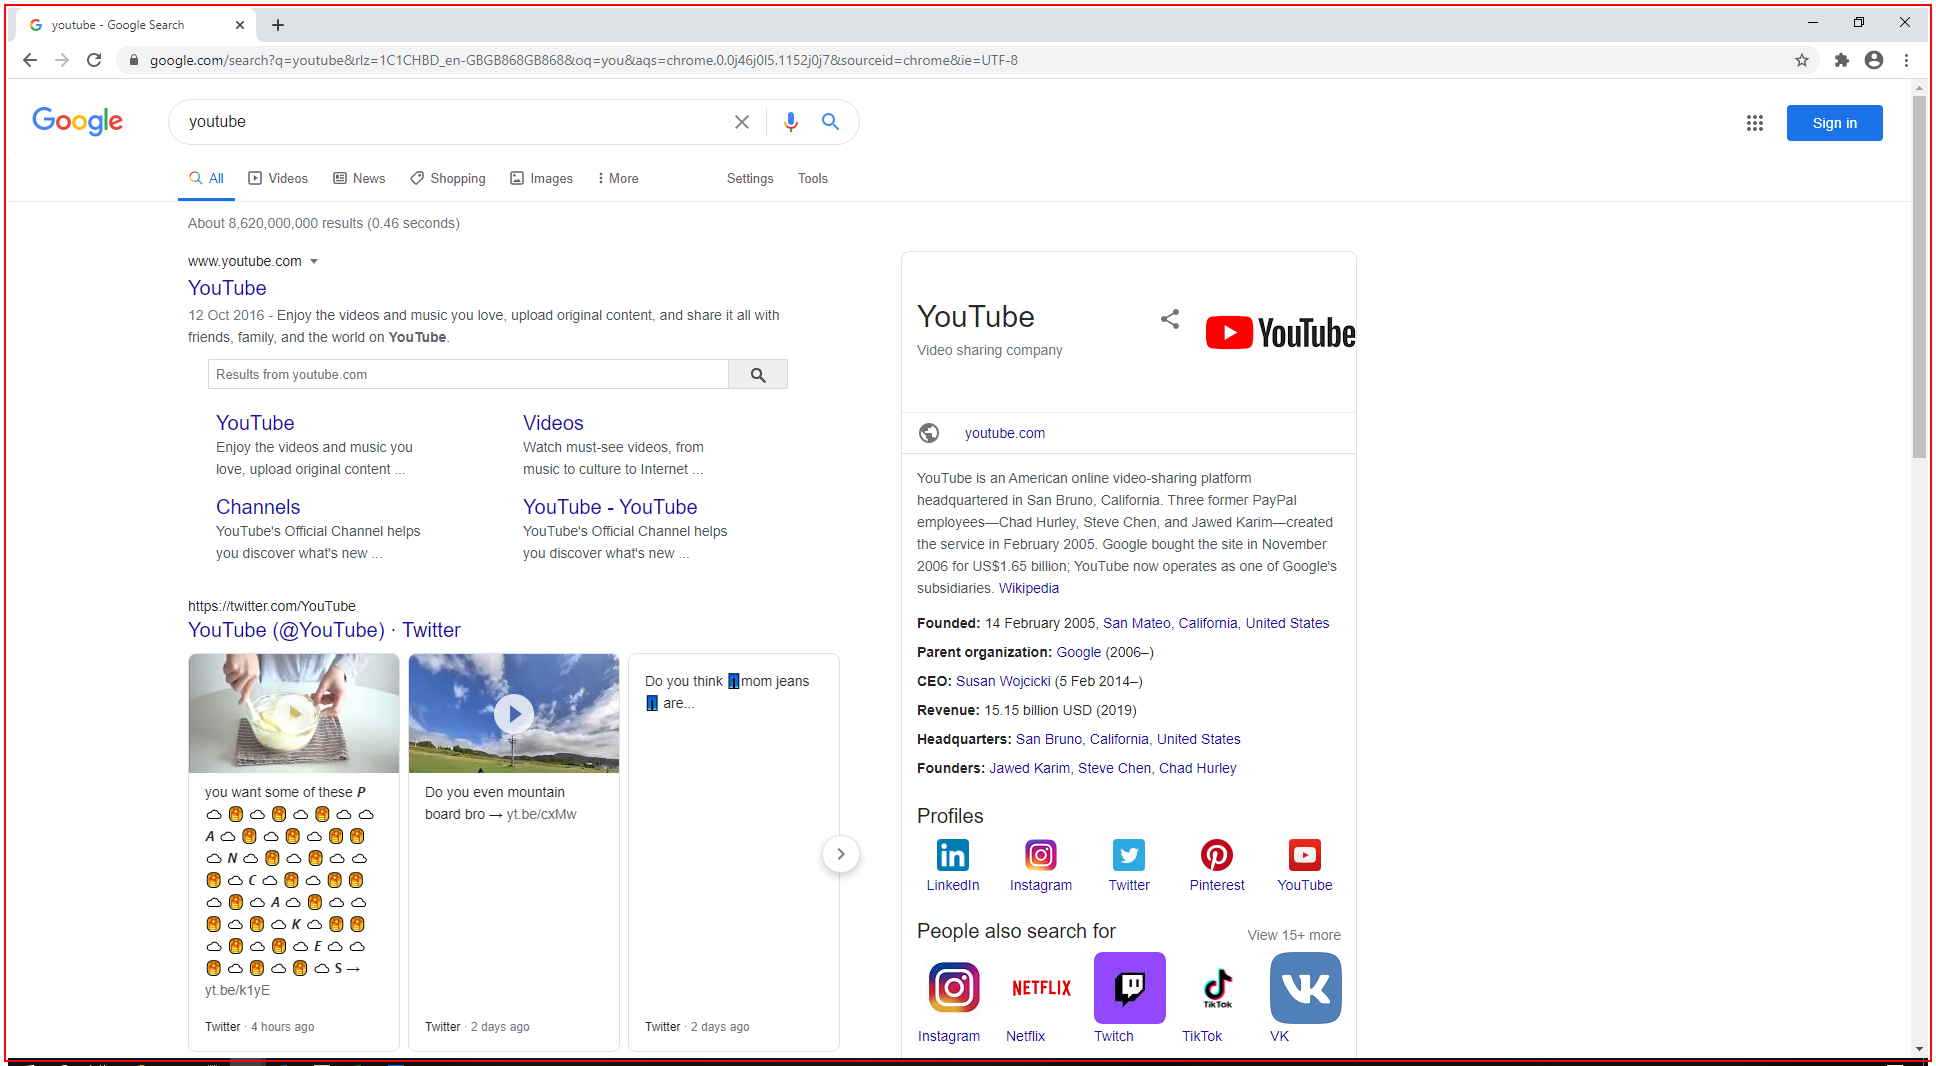 youtube - Google Search
google.com/search?q=youtube&rlz=1C1CHBD_en-GBGB868GB868&oq=you&aqs=chrome.0.0j46j0l5.1152j0j7&sourceid=chrome&ie=UTF-8
Google
youtube
Sign in
All Videos News Shopping Images More Settings Tools
About 8,620,000,000 results (0.46 seconds)
www.youtube.com
YouTube
12 Oct 2016 - Enjoy the videos and music you love, upload original content, and share it all with
friends, family, and the world on YouTube.
Results from youtube.com
YouTube
Enjoy the videos and music you
love, upload original content ...
Videos
Watch must-see videos, from
music to culture to Internet ...
Channels
YouTube's Official Channel helps
you discover what's new ...
YouTube - YouTube
YouTube's Official Channel helps
you discover what's new ...
https://twitter.com/YouTube
YouTube (@YouTube) · Twitter
you want some of these P
A
N
C
A
K
E
S →
yt.be/k1yE
Twitter · 4 hours ago
Do you even mountain
board bro → yt.be/cxMw
Twitter · 2 days ago
Do you think mom jeans
are...
Twitter · 2 days ago
YouTube
Video sharing company
YouTube
youtube.com
YouTube is an American online video-sharing platform
headquartered in San Bruno, California. Three former PayPal
employees—Chad Hurley, Steve Chen, and Jawed Karim—created
the service in February 2005. Google bought the site in November
2006 for US$1.65 billion; YouTube now operates as one of Google's
subsidiaries. Wikipedia
Founded: 14 February 2005, San Mateo, California, United States
Parent organization: Google (2006–)
CEO: Susan Wojcicki (5 Feb 2014–)
Revenue: 15.15 billion USD (2019)
Headquarters: San Bruno, California, United States
Founders: Jawed Karim, Steve Chen, Chad Hurley
Profiles
in
LinkedIn Instagram Twitter Pinterest YouTube
People also search for
View 15+ more
NETFLIX
TikTok
VK
Instagram Netflix Twitch TikTok VK